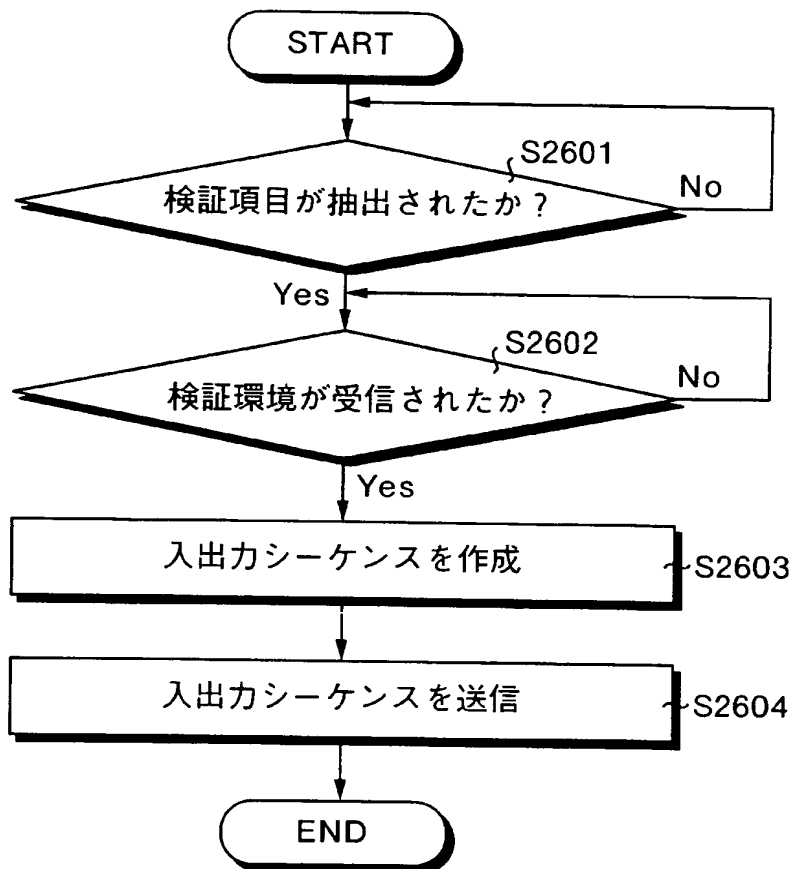 START
S2601
検証項目が抽出されたか?
No
Yes
S2602
検証環境が受信されたか?
No
Yes
入出力シーケンスを作成
S2603
入出力シーケンスを送信
S2604
END